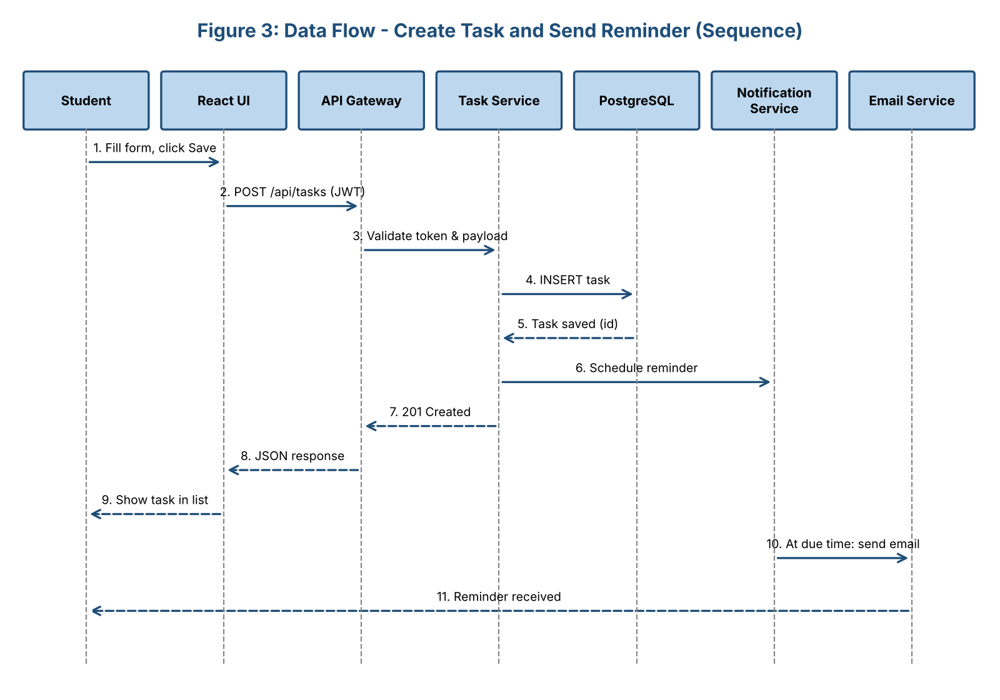 Figure 3: Data Flow - Create Task and Send Reminder (Sequence)
Student
React UI
API Gateway
Task Service
PostgreSQL
Notification
Service
Email Service
1. Fill form, click Save
2. POST /api/tasks (JWT)
3. Validate token & payload
4. INSERT task
5. Task saved (id)
6. Schedule reminder
7. 201 Created
8. JSON response
9. Show task in list
10. At due time: send email
11. Reminder received